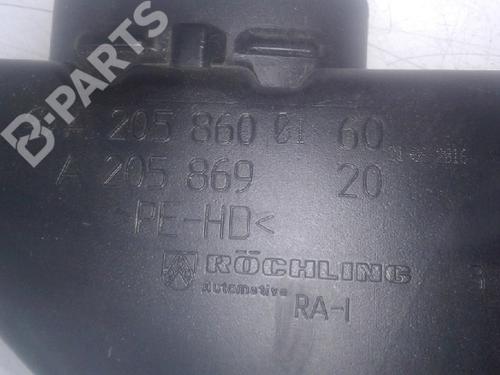 B-PARTS
A 205 860 01 60
A 205 869 20
>PE-HD<
RÖCHLING
Automotive
RA-I